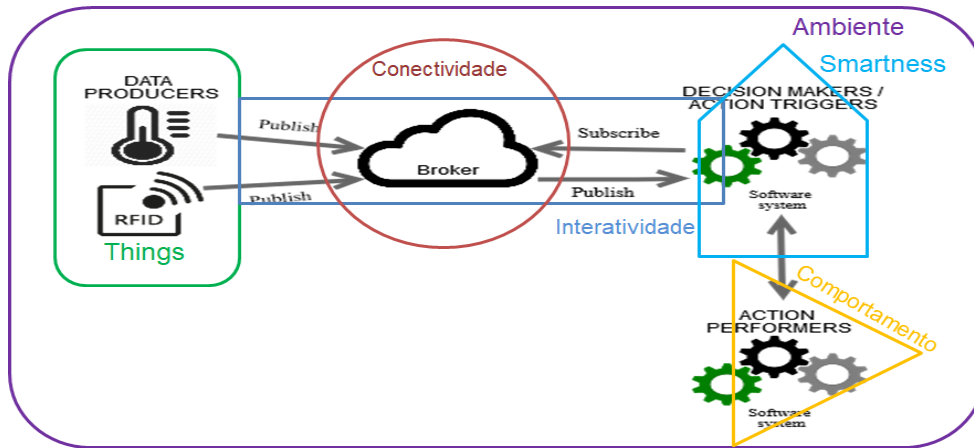 Ambiente
Smartness
Conectividade
DATA
PRODUCERS
DECISION MAKERS /
ACTION TRIGGERS
Publish
Subscribe
Broker
Publish
Publish
RFID
Things
Interatividade
Software
system
Comportamento
ACTION
PERFORMERS
Software
system